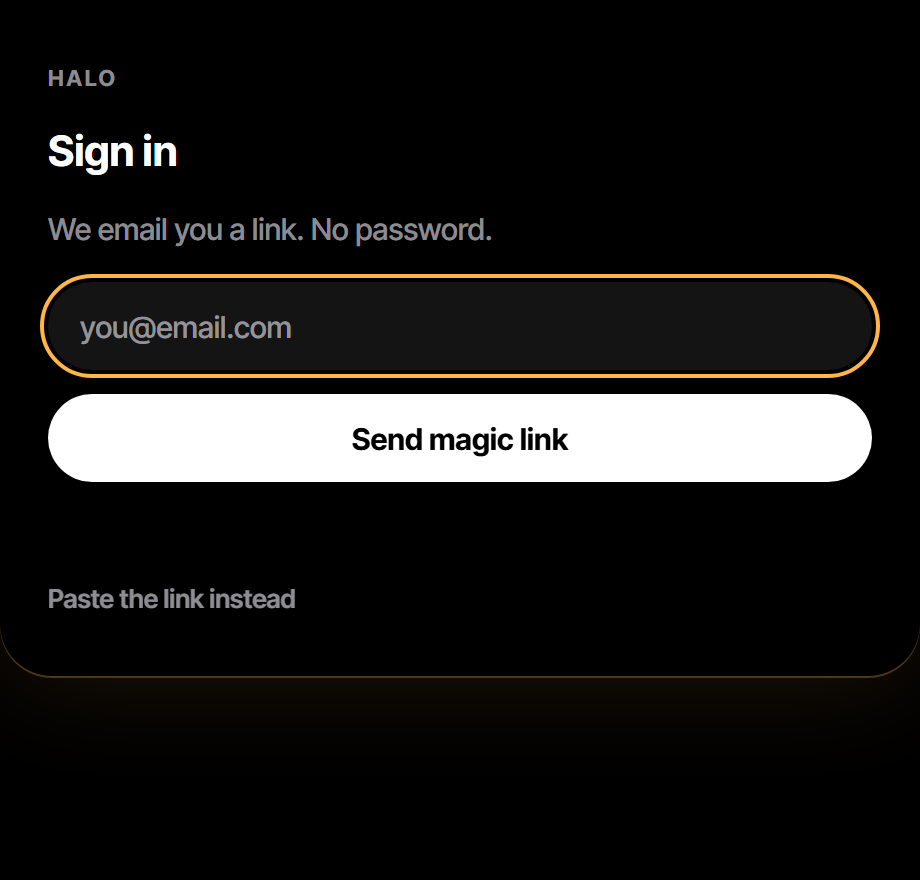 HALO
Sign in
We email you a link. No password.
you@email.com
Send magic link
Paste the link instead